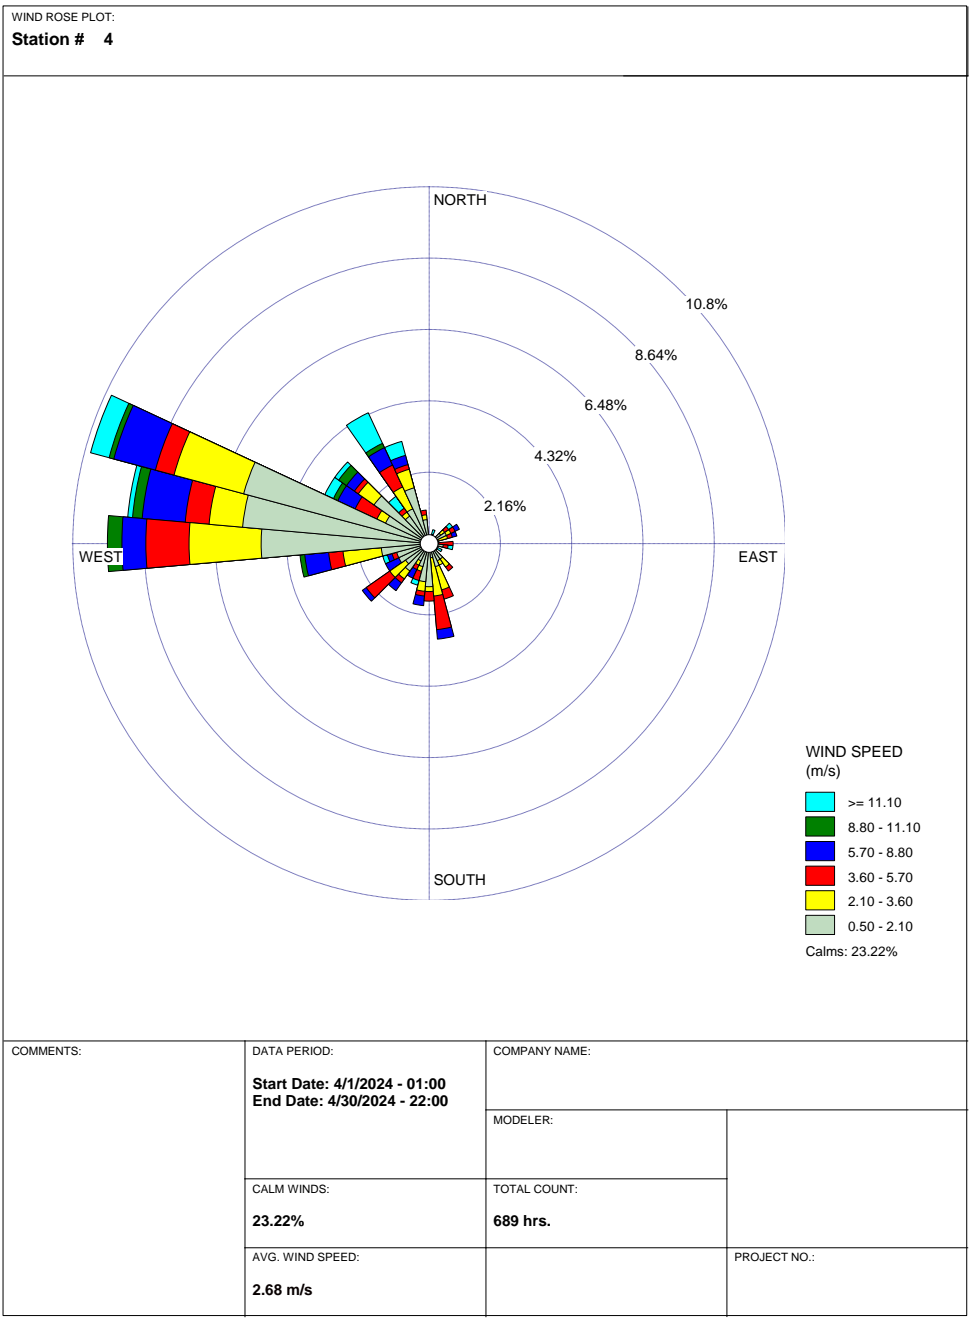 WIND ROSE PLOT:
Station #    4
NORTH
10.8%
8.64%
6.48%
4.32%
2.16%
WEST
EAST
SOUTH
WIND SPEED
(m/s)
>= 11.10
8.80 - 11.10
5.70 - 8.80
3.60 - 5.70
2.10 - 3.60
0.50 - 2.10
Calms: 23.22%
COMMENTS:
DATA PERIOD:
Start Date: 4/1/2024 - 01:00
End Date: 4/30/2024 - 22:00
COMPANY NAME:
MODELER:
CALM WINDS:
23.22%
TOTAL COUNT:
689 hrs.
AVG. WIND SPEED:
2.68 m/s
PROJECT NO.: